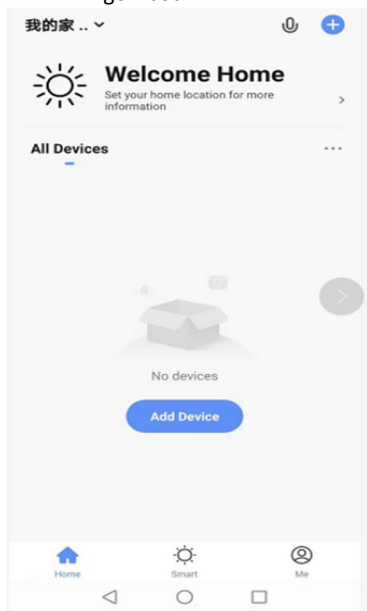 我的家 ..
Welcome Home
Set your home location for more
information
All Devices
No devices
Add Device
Home
Smart
Me